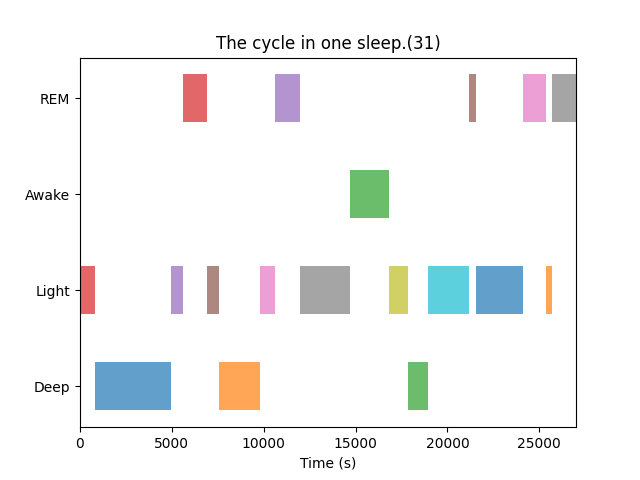 The cycle in one sleep.(31)
REM
Awake
Light
Deep
0 5000 10000 15000 20000 25000
Time (s)